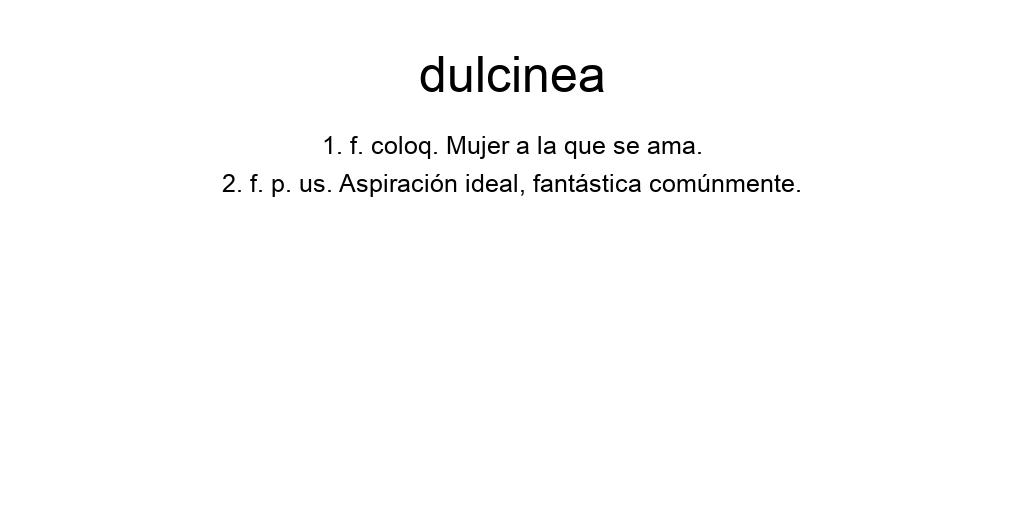 dulcinea
1. f. coloq. Mujer a la que se ama.
2. f. p. us. Aspiración ideal, fantástica comúnmente.